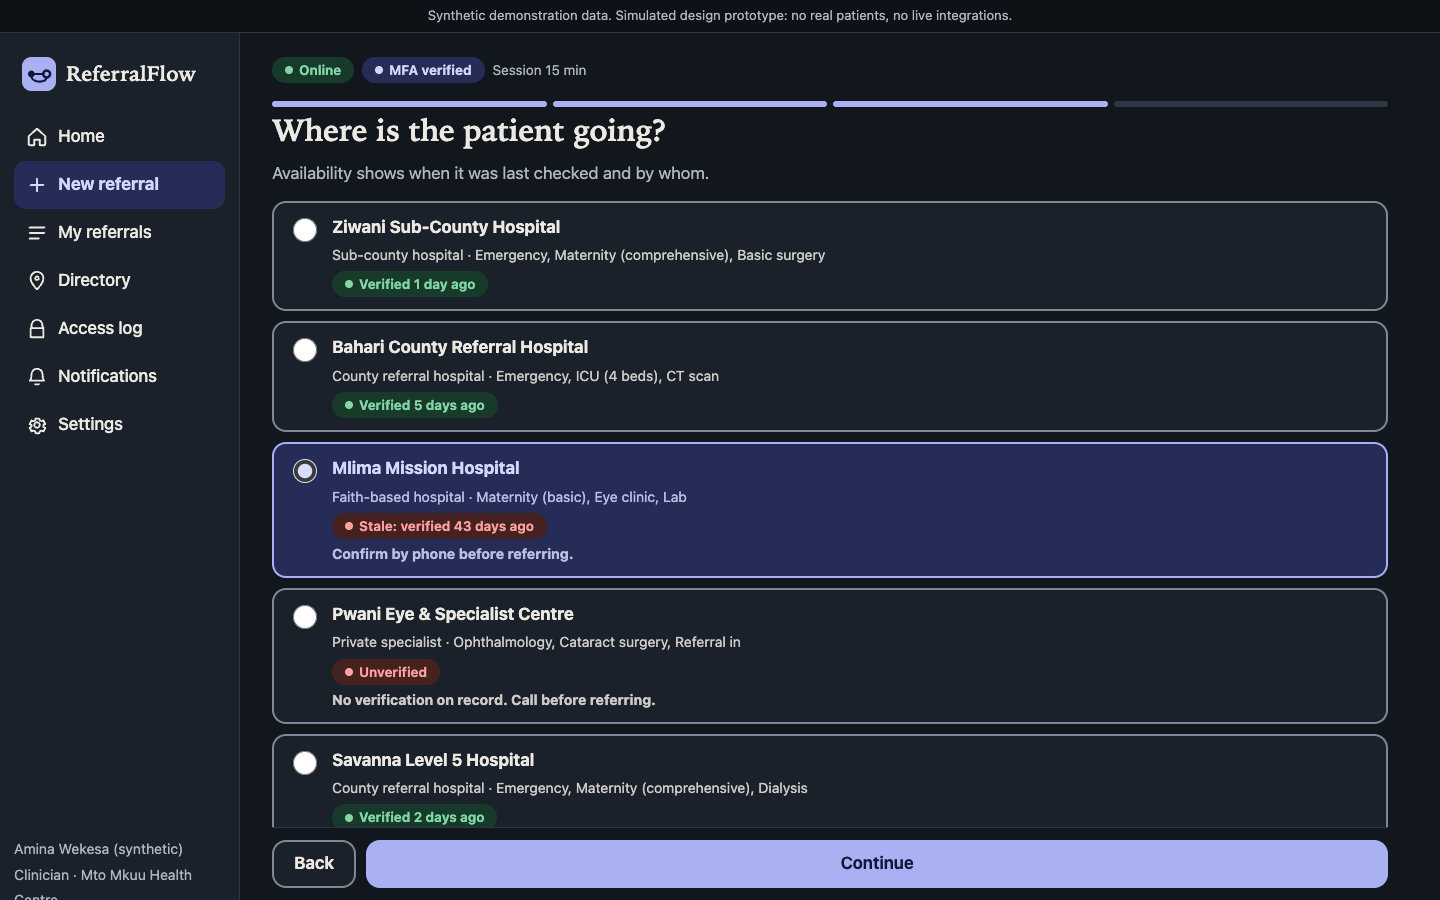 Synthetic demonstration data. Simulated design prototype: no real patients, no live integrations.
ReferralFlow
Home
New referral
My referrals
Directory
Access log
Notifications
Settings
Amina Wekesa (synthetic)
Clinician · Mto Mkuu Health
Centre
Online
MFA verified
Session 15 min
Where is the patient going?
Availability shows when it was last checked and by whom.
Ziwani Sub-County Hospital
Sub-county hospital · Emergency, Maternity (comprehensive), Basic surgery
Verified 1 day ago
Bahari County Referral Hospital
County referral hospital · Emergency, ICU (4 beds), CT scan
Verified 5 days ago
Mlima Mission Hospital
Faith-based hospital · Maternity (basic), Eye clinic, Lab
Stale: verified 43 days ago
Confirm by phone before referring.
Pwani Eye & Specialist Centre
Private specialist · Ophthalmology, Cataract surgery, Referral in
Unverified
No verification on record. Call before referring.
Savanna Level 5 Hospital
County referral hospital · Emergency, Maternity (comprehensive), Dialysis
Verified 2 days ago
Back
Continue